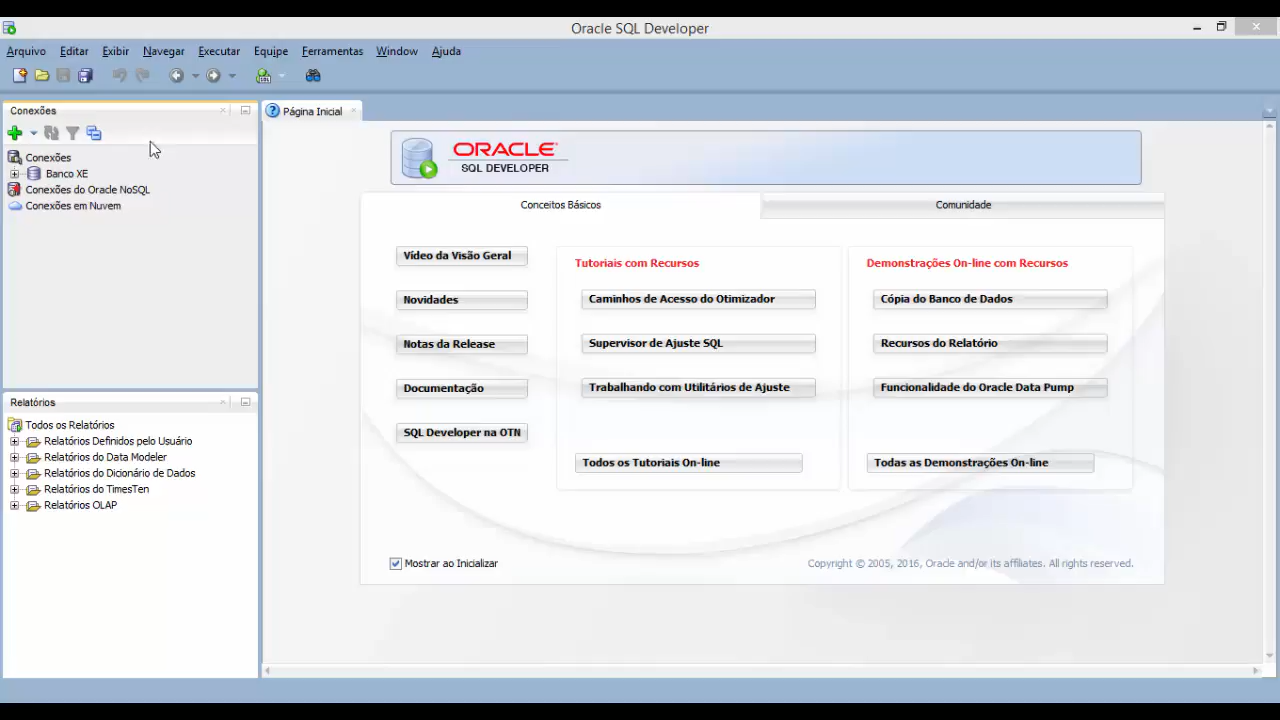 Oracle SQL Developer
Arquivo Editar Exibir Navegar Executar Equipe Ferramentas Window Ajuda
Conexões
Conexões
Banco XE
Conexões do Oracle NoSQL
Conexões em Nuvem
Relatórios
Todos os Relatórios
Relatórios Definidos pelo Usuário
Relatórios do Data Modeler
Relatórios do Dicionário de Dados
Relatórios do TimesTen
Relatórios OLAP
Página Inicial
ORACLE
SQL DEVELOPER
Conceitos Básicos
Comunidade
Vídeo da Visão Geral
Novidades
Notas da Release
Documentação
SQL Developer na OTN
Tutoriais com Recursos
Caminhos de Acesso do Otimizador
Supervisor de Ajuste SQL
Trabalhando com Utilitários de Ajuste
Todos os Tutoriais On-line
Demonstrações On-line com Recursos
Cópia do Banco de Dados
Recursos do Relatório
Funcionalidade do Oracle Data Pump
Todas as Demonstrações On-line
Mostrar ao Inicializar
Copyright © 2005, 2016, Oracle and/or its affiliates. All rights reserved.